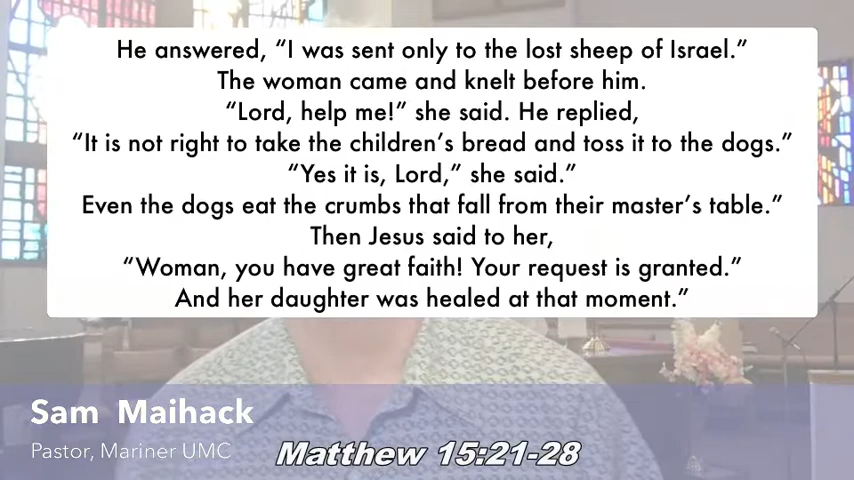 He answered, “I was sent only to the lost sheep of Israel.”
The woman came and knelt before him.
“Lord, help me!” she said. He replied,
“It is not right to take the children’s bread and toss it to the dogs.”
“Yes it is, Lord,” she said.”
Even the dogs eat the crumbs that fall from their master’s table.”
Then Jesus said to her,
“Woman, you have great faith! Your request is granted.”
And her daughter was healed at that moment.”
Sam Maihack
Pastor, Mariner UMC
Matthew 15:21-28